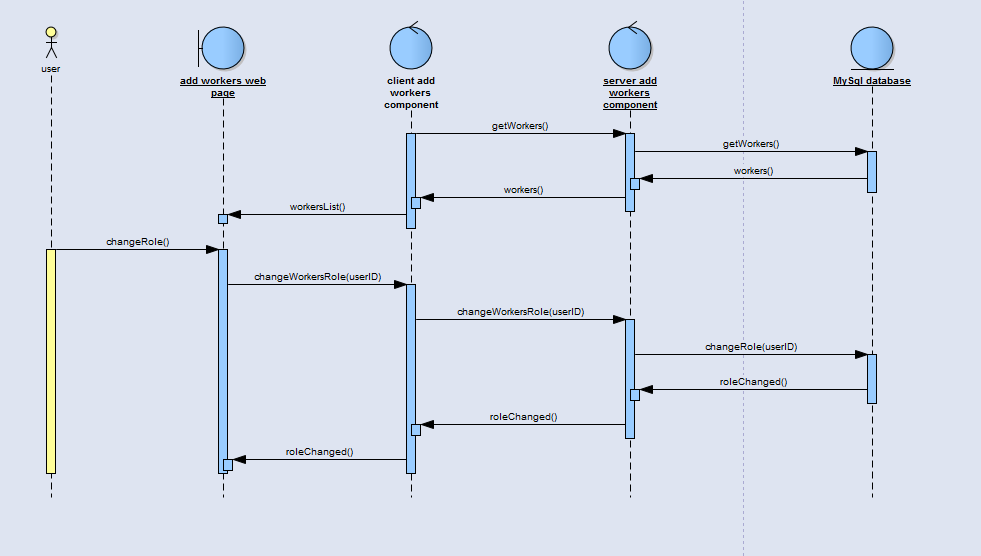 user
add workers web
page
client add
workers
component
server add
workers
component
MySql database
getWorkers()
getWorkers()
workers()
workers()
workersList()
changeRole()
changeWorkersRole(userID)
changeWorkersRole(userID)
changeRole(userID)
roleChanged()
roleChanged()
roleChanged()